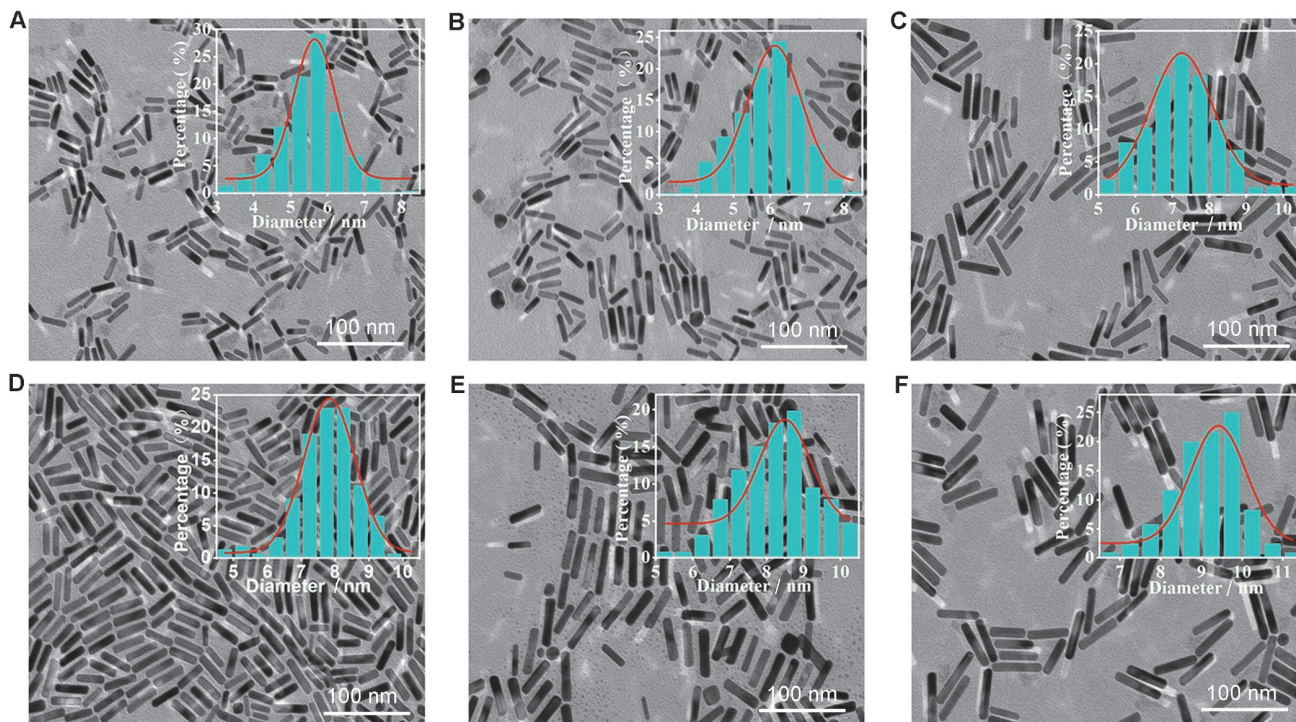 A
Percentage (%)
30
25
20
15
10
5
0
3 4 5 6 7 8
Diameter / nm
100 nm
B
Percentage (%)
25
20
15
10
5
0
3 4 5 6 7 8
Diameter / nm
100 nm
C
Percentage (%)
25
20
15
10
5
0
5 6 7 8 9 10
Diameter / nm
100 nm
D
Percentage (%)
25
20
15
10
5
0
5 6 7 8 9 10
Diameter / nm
100 nm
E
Percentage (%)
20
15
10
5
0
5 6 7 8 9 10
Diameter / nm
100 nm
F
Percentage (%)
25
20
15
10
5
0
7 8 9 10 11
Diameter / nm
100 nm